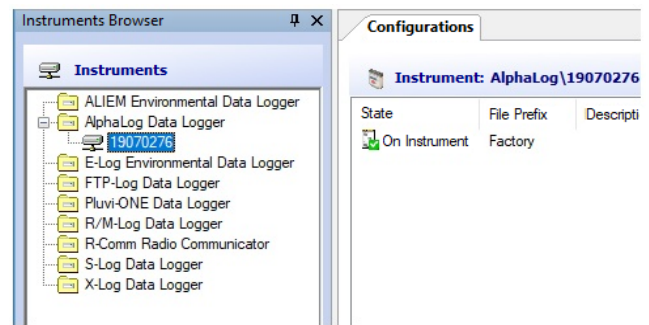 Instruments Browser
Instruments
ALIEM Environmental Data Logger
AlphaLog Data Logger
19070276
E-Log Environmental Data Logger
FTP-Log Data Logger
Pluvi-ONE Data Logger
R/M-Log Data Logger
R-Comm Radio Communicator
S-Log Data Logger
X-Log Data Logger
Configurations
Instrument: AlphaLog\19070276
State File Prefix Descripti
On Instrument Factory